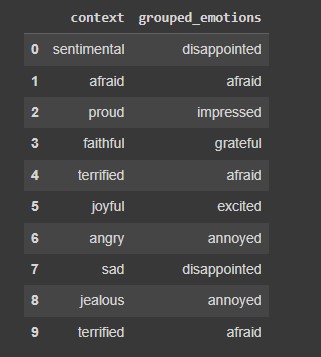 context grouped_emotions
0 sentimental disappointed
1 afraid afraid
2 proud impressed
3 faithful grateful
4 terrified afraid
5 joyful excited
6 angry annoyed
7 sad disappointed
8 jealous annoyed
9 terrified afraid